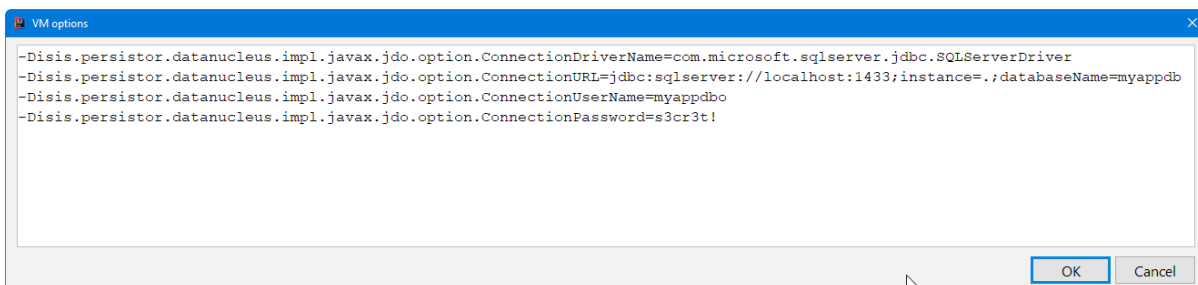 VM options
-Disis.persistor.datanucleus.impl.javax.jdo.option.ConnectionDriverName=com.microsoft.sqlserver.jdbc.SQLServerDriver
-Disis.persistor.datanucleus.impl.javax.jdo.option.ConnectionURL=jdbc:sqlserver://localhost:1433;instance=.;databaseName=myappdb
-Disis.persistor.datanucleus.impl.javax.jdo.option.ConnectionUserName=myappdbo
-Disis.persistor.datanucleus.impl.javax.jdo.option.ConnectionPassword=s3cr3t!
OK Cancel